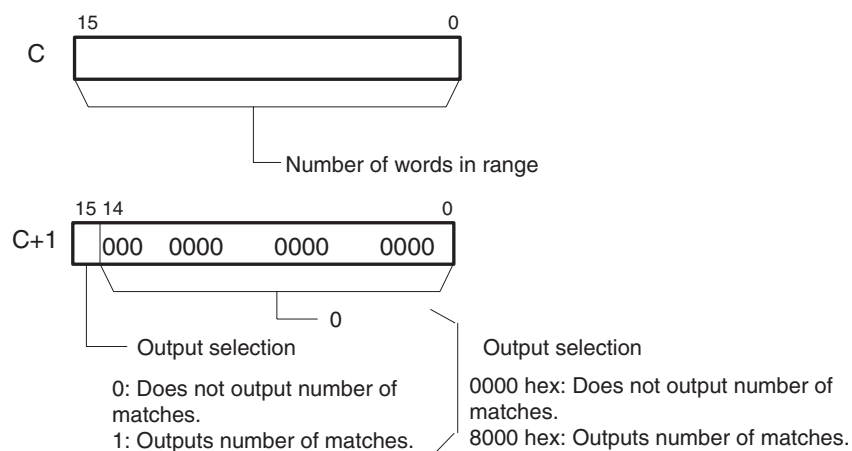 15 0
C
Number of words in range
15 14 0
C+1 000 0000 0000 0000
0
Output selection
0: Does not output number of
matches.
1: Outputs number of matches.
Output selection
0000 hex: Does not output number of
matches.
8000 hex: Outputs number of matches.